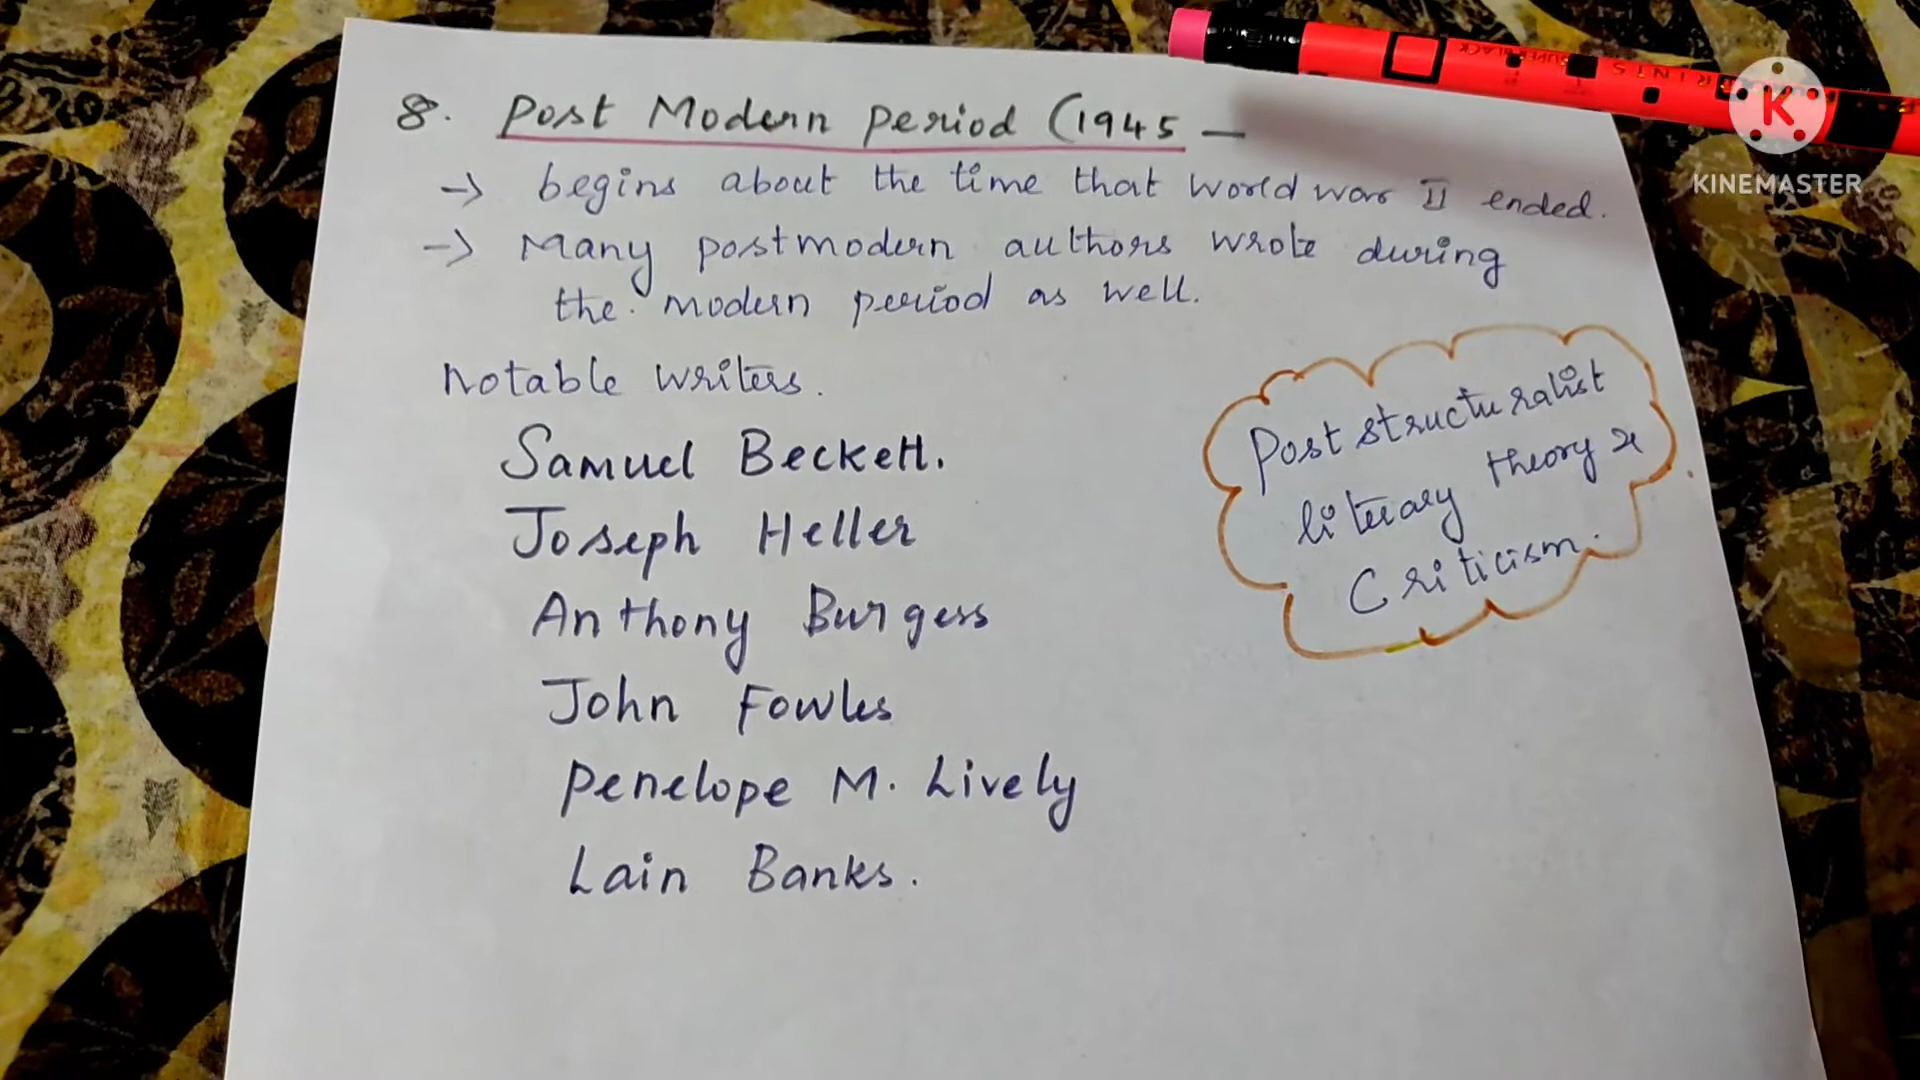 8. Post Modern Period (1945 —
→ begins about the time that World War II ended.
→ Many postmodern authors wrote during
the modern period as well.
Notable writers.
Samuel Beckett.
Joseph Heller
Anthony Burgess
John Fowles
Penelope M. Lively
Lain Banks.
Post structuralist
literary theory &
Criticism.
SUPER BLACK
K
KINEMASTER